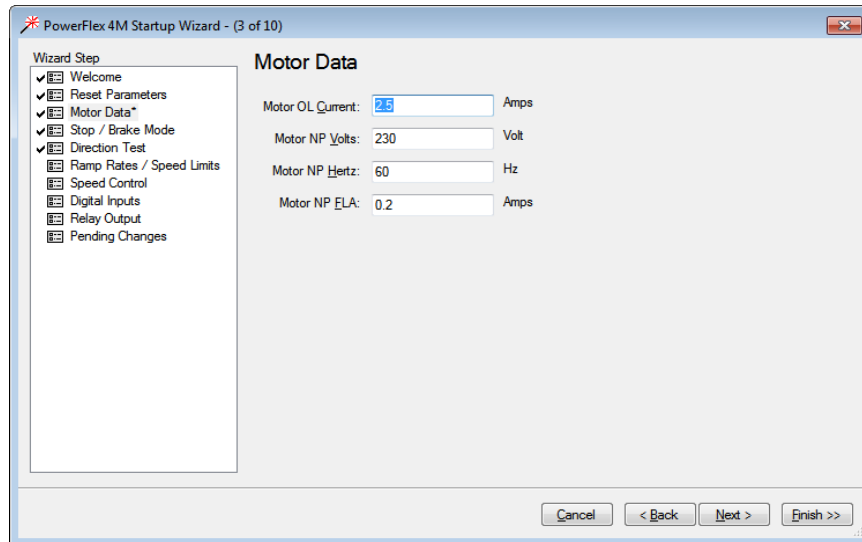 PowerFlex 4M Startup Wizard - (3 of 10)
Wizard Step
Welcome
Reset Parameters
Motor Data*
Stop / Brake Mode
Direction Test
Ramp Rates / Speed Limits
Speed Control
Digital Inputs
Relay Output
Pending Changes
Motor Data
Motor OL Current: 2.5 Amps
Motor NP Volts: 230 Volt
Motor NP Hertz: 60 Hz
Motor NP FLA: 0.2 Amps
Cancel < Back Next > Finish >>